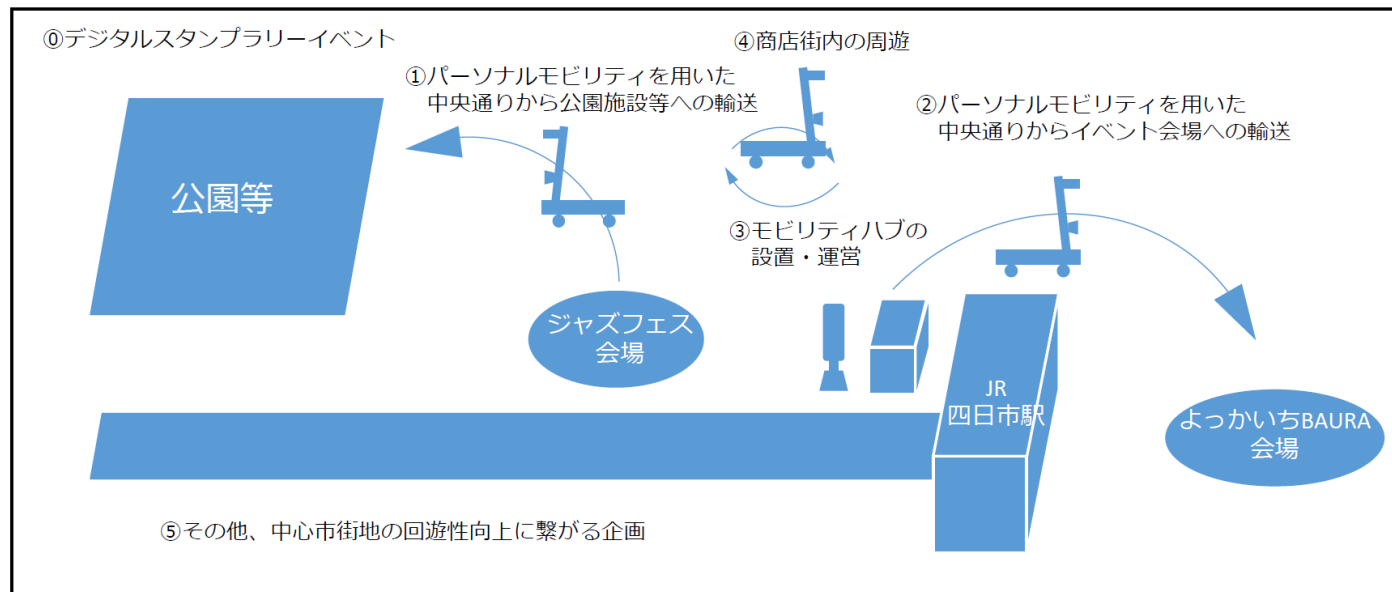 ⓪デジタルスタンプラリーイベント
④商店街内の周遊
①パーソナルモビリティを用いた
中央通りから公園施設等への輸送
②パーソナルモビリティを用いた
中央通りからイベント会場への輸送
公園等
③モビリティハブの
設置・運営
ジャズフェス
会場
JR
四日市駅
よっかいちBAURA
会場
⑤その他、中心市街地の回遊性向上に繋がる企画